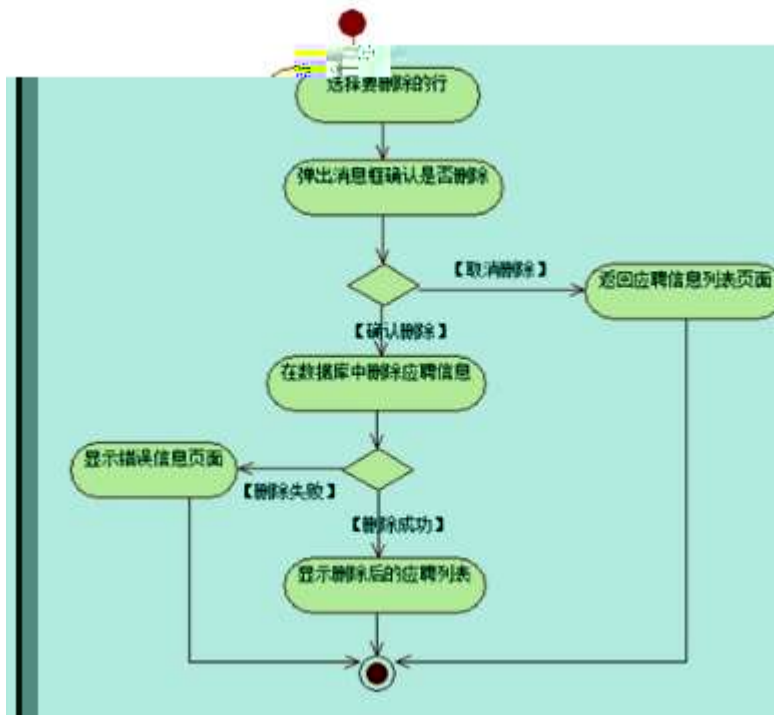 选择要删除的行
弹出消息框确认是否删除
【取消删除】
返回应聘信息列表页面
【确认删除】
在数据库中删除应聘信息
显示错误信息页面
【删除失败】
【删除成功】
显示删除后的应聘列表